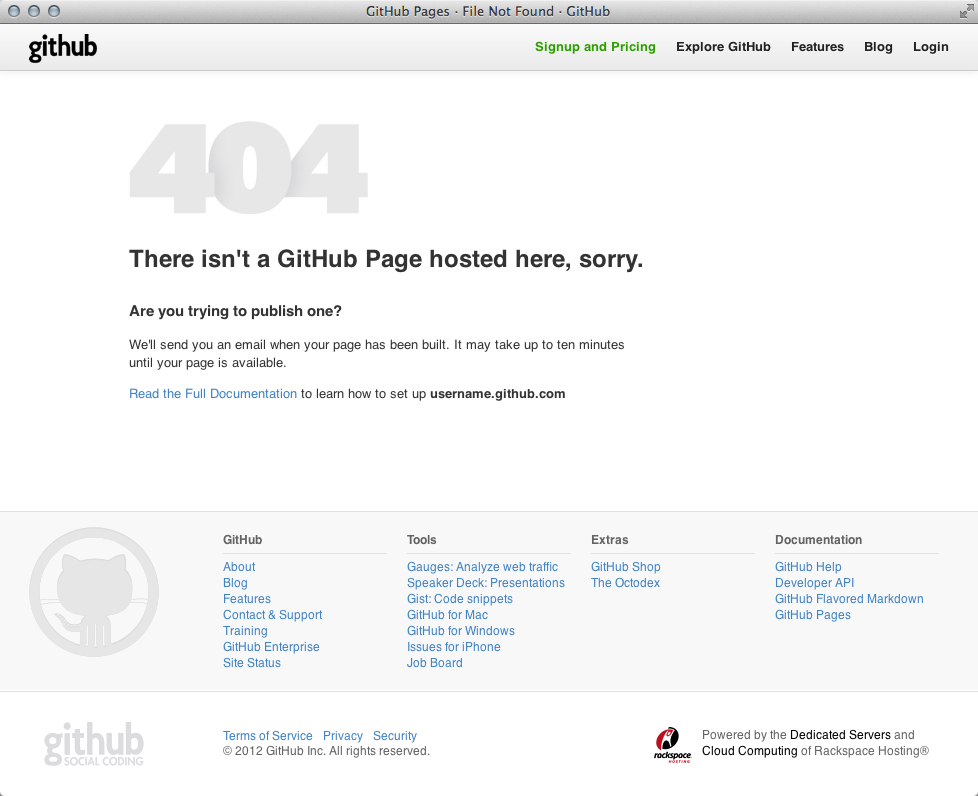 GitHub Pages · File Not Found · GitHub
github
Signup and Pricing Explore GitHub Features Blog Login
404
There isn't a GitHub Page hosted here, sorry.
Are you trying to publish one?
We'll send you an email when your page has been built. It may take up to ten minutes
until your page is available.
Read the Full Documentation to learn how to set up username.github.com
GitHub
About
Blog
Features
Contact & Support
Training
GitHub Enterprise
Site Status
Tools
Gauges: Analyze web traffic
Speaker Deck: Presentations
Gist: Code snippets
GitHub for Mac
GitHub for Windows
Issues for iPhone
Job Board
Extras
GitHub Shop
The Octodex
Documentation
GitHub Help
Developer API
GitHub Flavored Markdown
GitHub Pages
github
SOCIAL CODING
Terms of Service Privacy Security
© 2012 GitHub Inc. All rights reserved.
rackspace
HOSTING
Powered by the Dedicated Servers and
Cloud Computing of Rackspace Hosting®